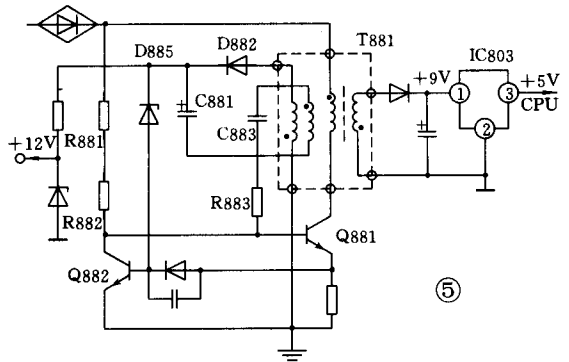 T881
D885
D882
+9V
IC803
+5V
CPU
1
3
2
C881
C883
R881
+12V
R882
R883
Q881
Q882
⑤
+
+